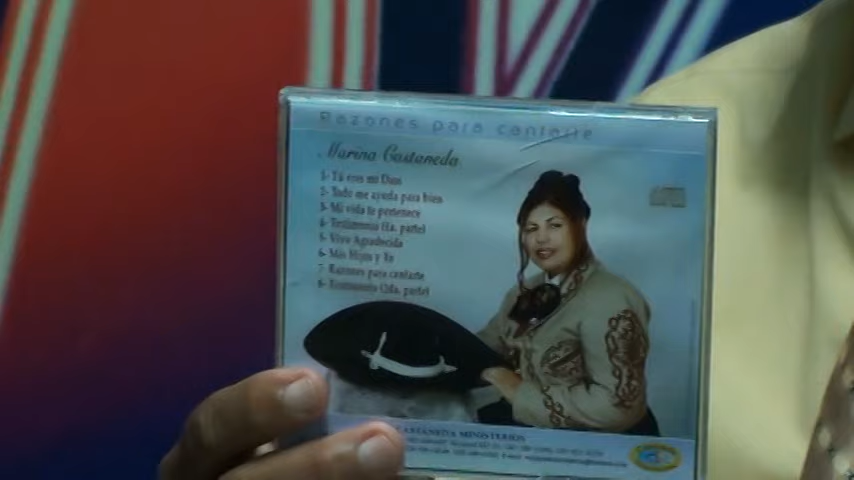 Razones para cantarte
Marina Castaneda
1- Tú eres mi Dios
2- Todo me ayuda para bien
3- Mi vida te pertenece
4- Testimonio (1a. parte)
5- Vivo Agradecida
6- Mis Hijos y Yo
7- Razones para cantarte
8- Testimonio (2da. parte)
CASTANEDA MINISTERIOS